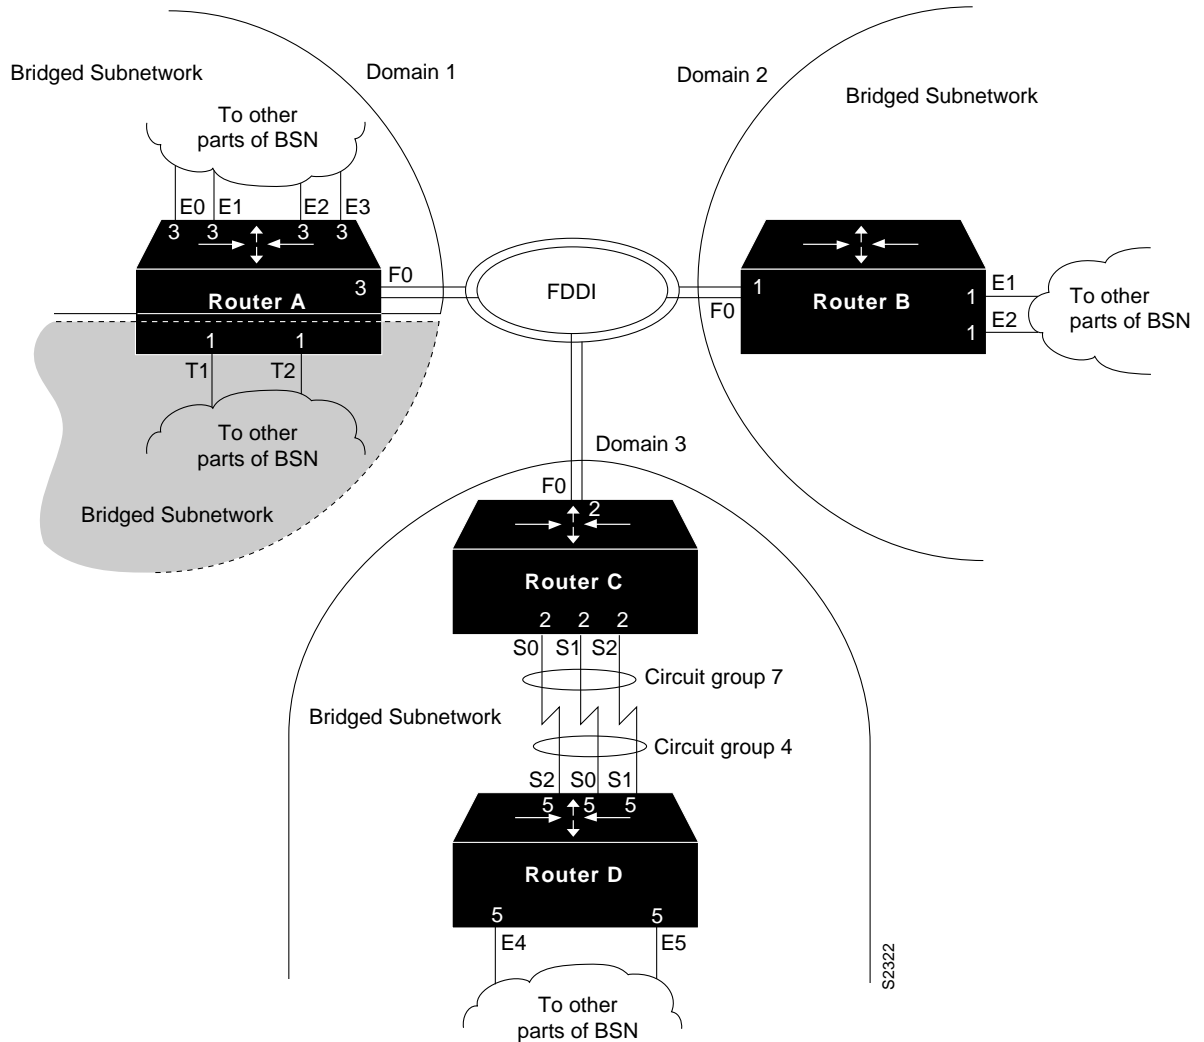 Bridged Subnetwork
Domain 1
Domain 2
Bridged Subnetwork
To other
parts of BSN
E0 E1 E2 E3
3 3 3 3
Router A
3
F0
FDDI
1
F0
Router B
1
E1
1
E2
To other
parts of BSN
1 1
T1 T2
To other
parts of BSN
Bridged Subnetwork
Domain 3
F0
2
Router C
2 2 2
S0 S1 S2
Circuit group 7
Bridged Subnetwork
Circuit group 4
S2 S0 S1
5 5 5
Router D
5 5
E4 E5
To other
parts of BSN
S2322